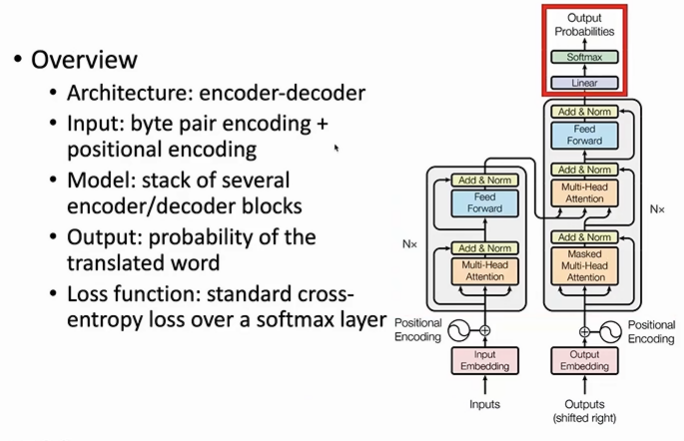 • Overview
• Architecture: encoder-decoder
• Input: byte pair encoding +
positional encoding
• Model: stack of several
encoder/decoder blocks
• Output: probability of the
translated word
• Loss function: standard cross-
entropy loss over a softmax layer
Output
Probabilities
Softmax
Linear
Add & Norm
Feed
Forward
Add & Norm
Multi-Head
Attention
Add & Norm
Masked
Multi-Head
Attention
Nx
Positional
Encoding
Output
Embedding
Outputs
(shifted right)
Add & Norm
Feed
Forward
Add & Norm
Multi-Head
Attention
Nx
Positional
Encoding
Input
Embedding
Inputs